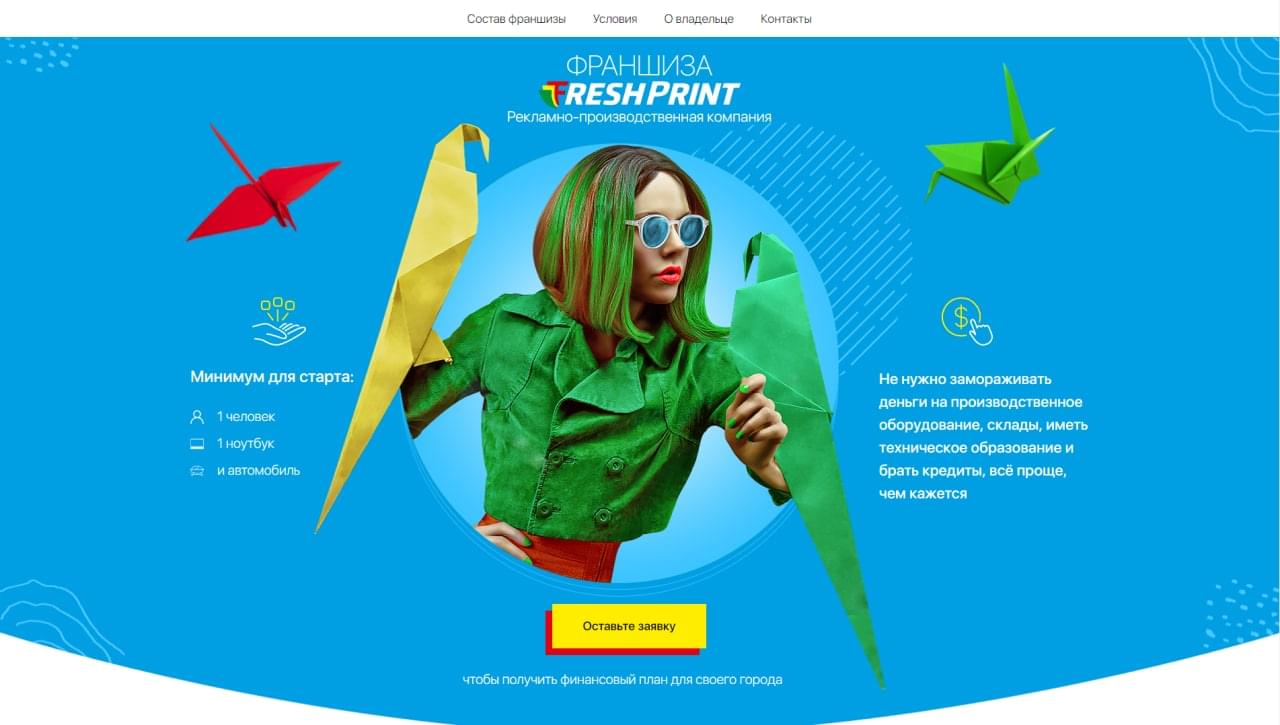 Состав франшизы Условия О владельце Контакты
ФРАНШИЗА
FRESHPRINT
Рекламно-производственная компания
Минимум для старта:
1 человек
1 ноутбук
и автомобиль
Не нужно замораживать
деньги на производственное
оборудование, склады, иметь
техническое образование и
брать кредиты, всё проще,
чем кажется
Оставьте заявку
чтобы получить финансовый план для своего города